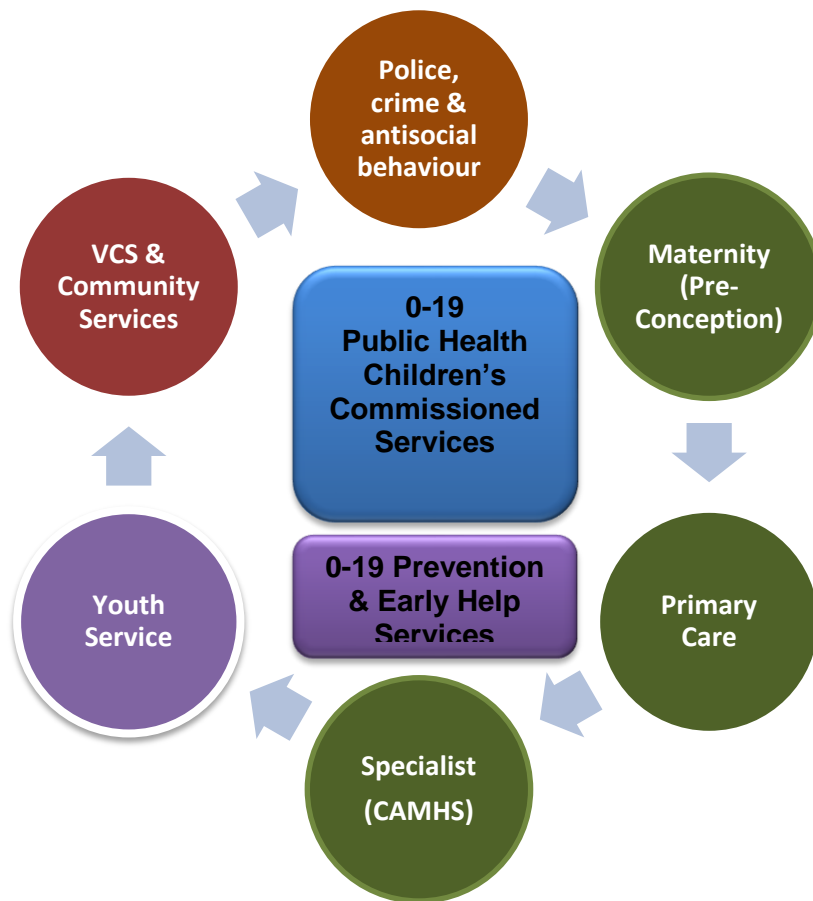 Police,
crime &
antisocial
behaviour
VCS &
Community
Services
Maternity
(Pre-
Conception)
0-19
Public Health
Children’s
Commissioned
Services
0-19 Prevention
& Early Help
Services
Youth
Service
Primary
Care
Specialist
(CAMHS)